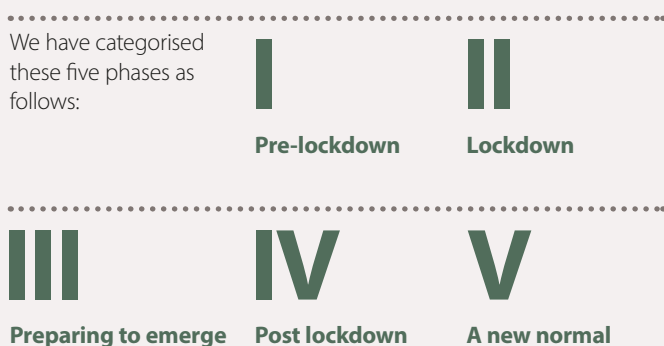 We have categorised
these five phases as
follows:
I
II
Pre-lockdown
Lockdown
III
IV
V
Preparing to emerge
Post lockdown
A new normal